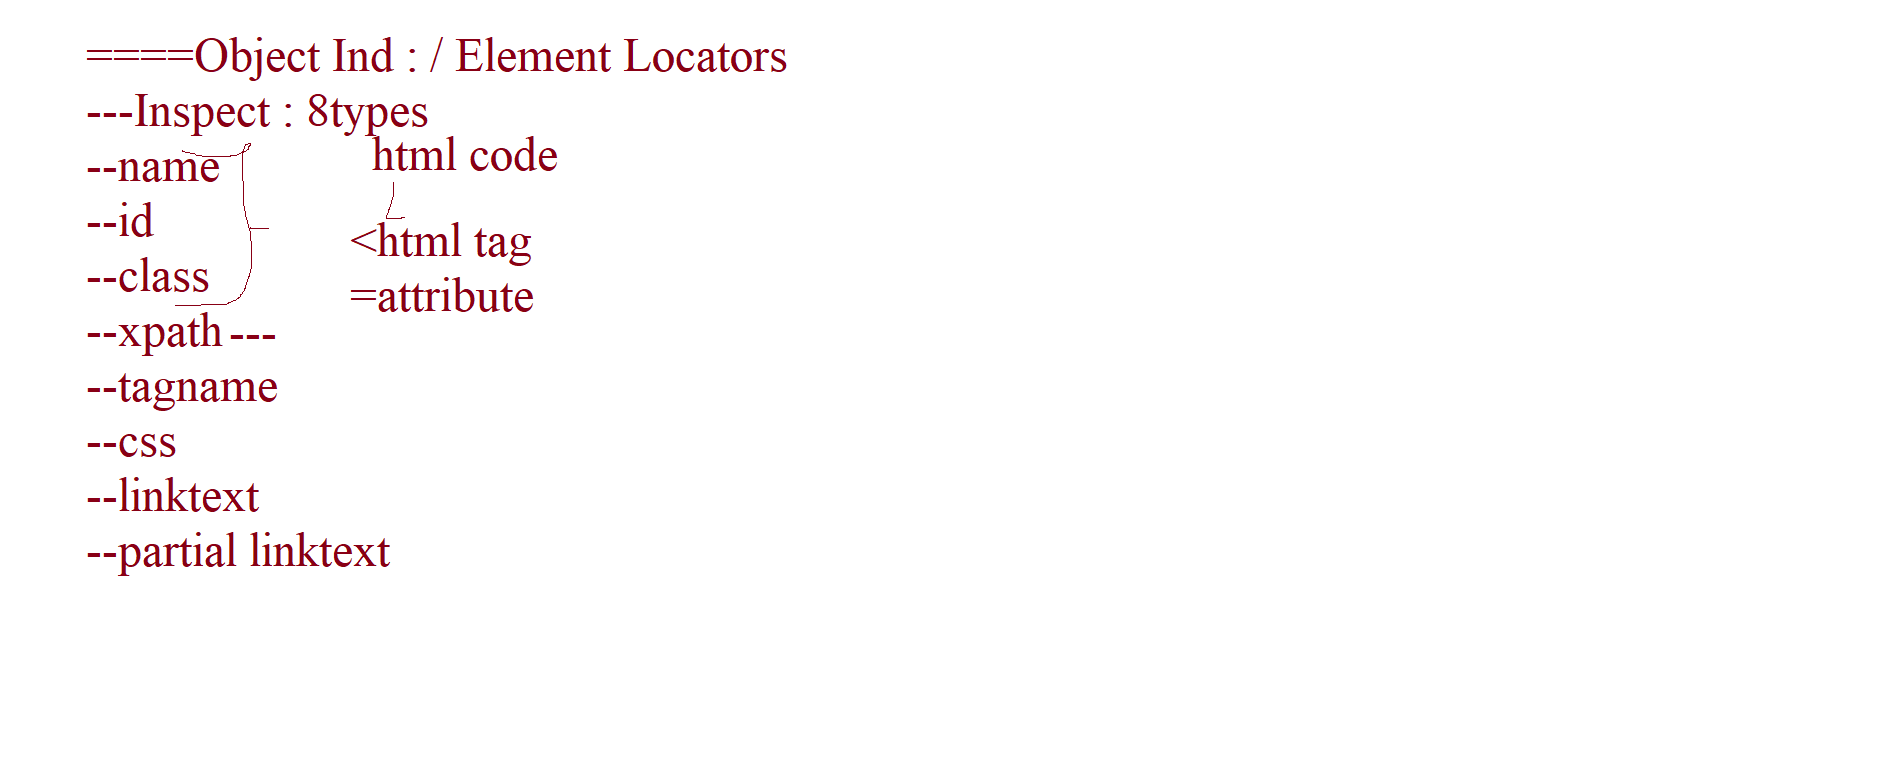 ====Object Ind : / Element Locators
---Inspect : 8types
--name
--id
--class
--xpath ---
--tagname
--css
--linktext
--partial linktext
html code
<html tag
=attribute